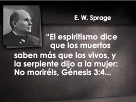 E. W. Sprage
"El espiritismo dice
que los muertos
saben más que los vivos, y
la serpiente dijo a la mujer:
No moriréis, Génesis 3:4...